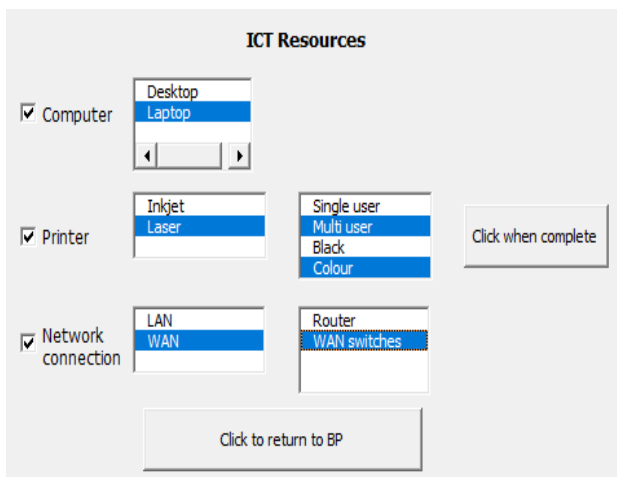 ICT Resources
Computer
Desktop
Laptop
Printer
Inkjet
Laser
Single user
Multi user
Black
Colour
Click when complete
Network
connection
LAN
WAN
Router
WAN switches
Click to return to BP